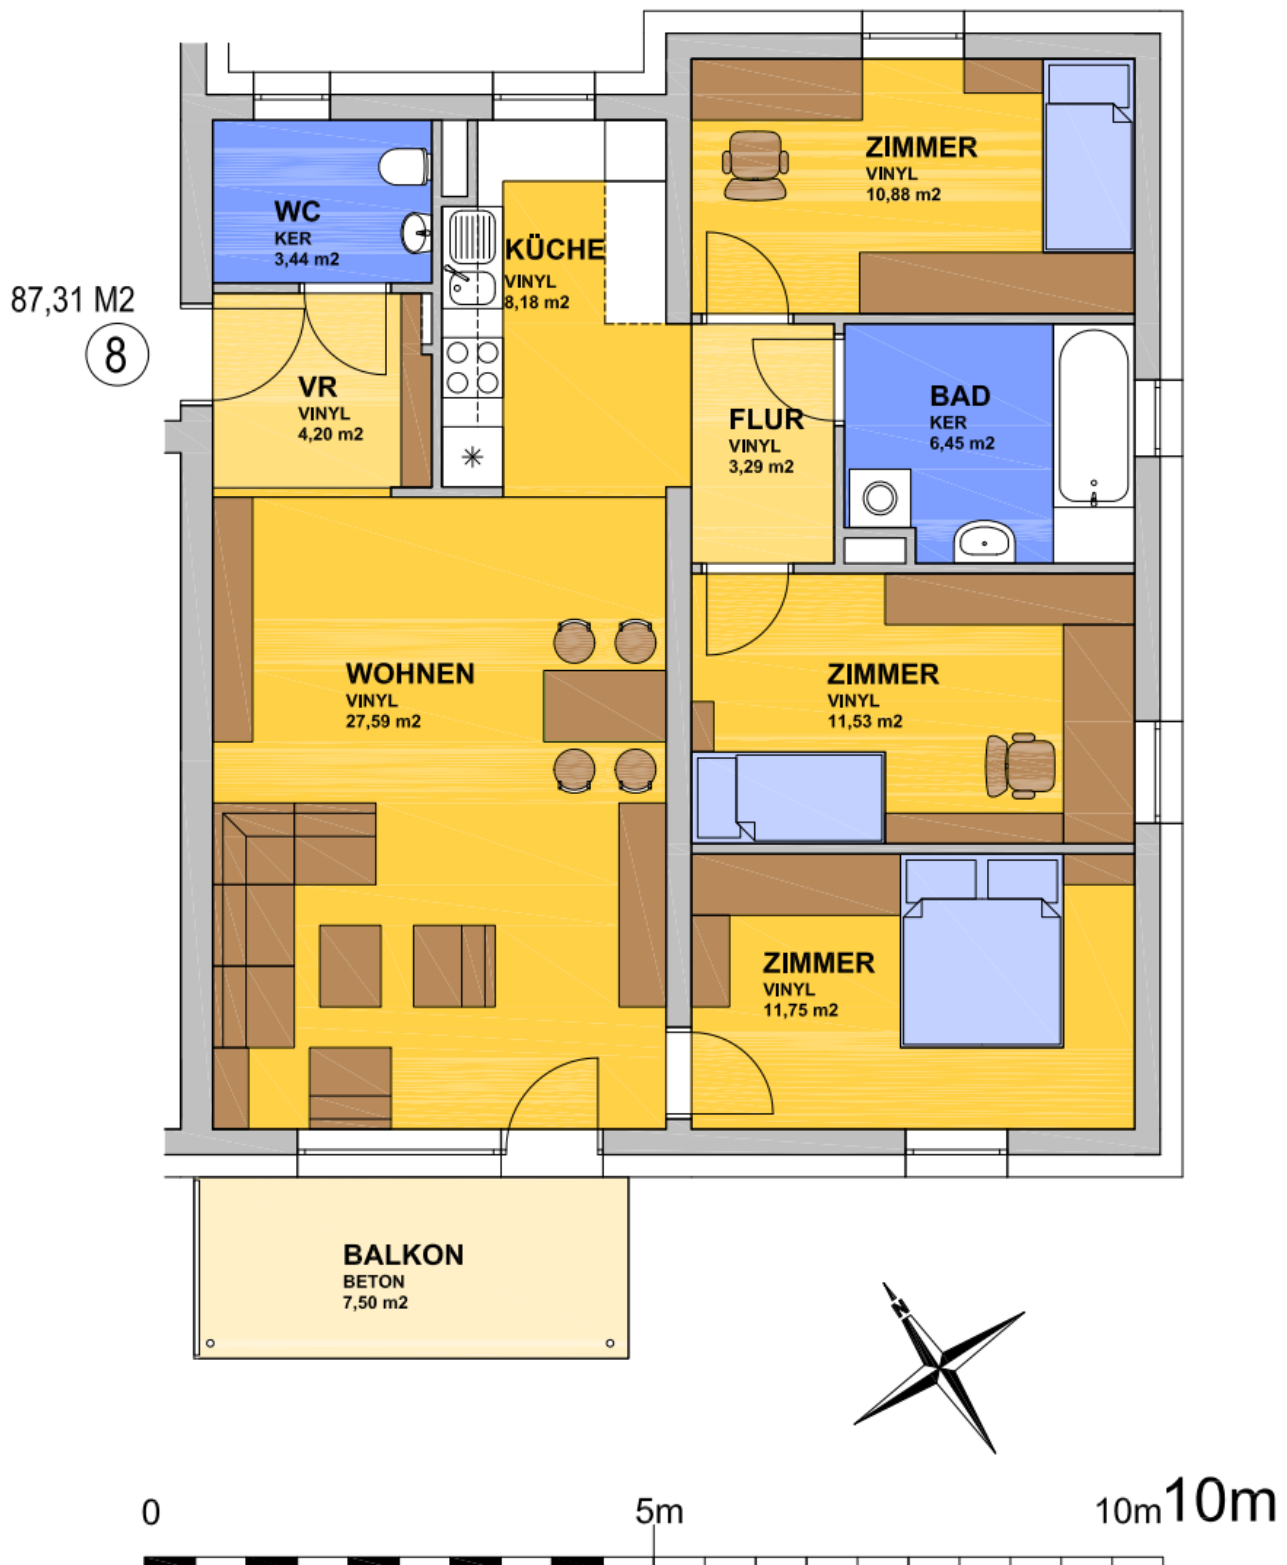 ZIMMER
VINYL
10,88 m2
WC
KER
3,44 m2
KÜCHE
VINYL
8,18 m2
87,31 M2
8
VR
VINYL
4,20 m2
FLUR
VINYL
3,29 m2
BAD
KER
6,45 m2
WOHNEN
VINYL
27,59 m2
ZIMMER
VINYL
11,53 m2
ZIMMER
VINYL
11,75 m2
BALKON
BETON
7,50 m2
N
0 5m 10m 10m